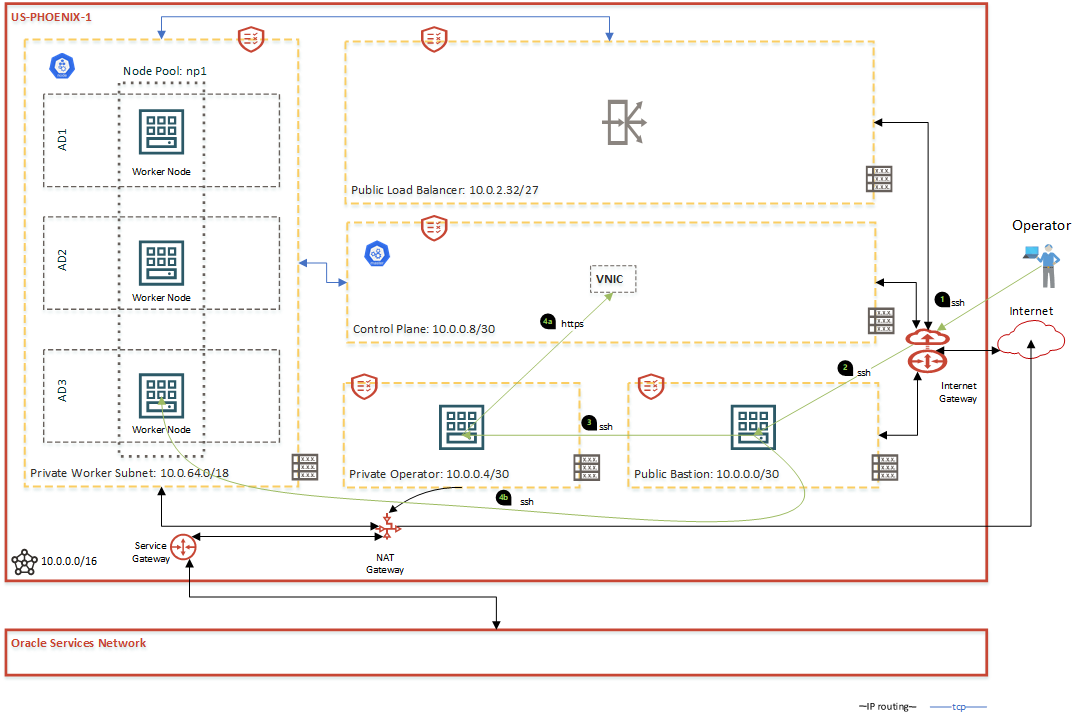 US-PHOENIX-1
Node Pool: np1
AD1
Worker Node
AD2
Worker Node
AD3
Worker Node
Private Worker Subnet: 10.0.64.0/18
Public Load Balancer: 10.0.2.32/27
VNIC
Control Plane: 10.0.0.8/30
4a
https
Private Operator: 10.0.0.4/30
3
ssh
Public Bastion: 10.0.0.0/30
2
ssh
1
ssh
Operator
Internet
Internet
Gateway
4b
ssh
NAT
Gateway
Service
Gateway
10.0.0.0/16
Oracle Services Network
IP routing
tcp